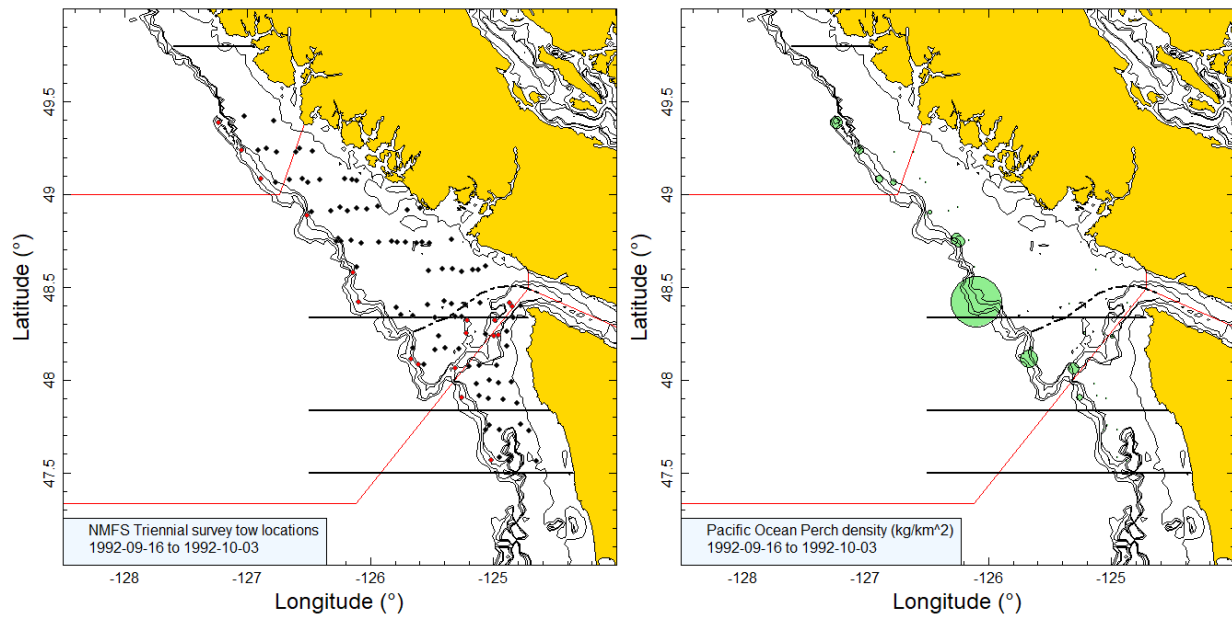 49.5
49
48.5
48
47.5
Latitude (°)
NMFS Triennial survey tow locations
1992-09-16 to 1992-10-03
-128
-127
-126
-125
Longitude (°)
49.5
49
48.5
48
47.5
Latitude (°)
Pacific Ocean Perch density (kg/km^2)
1992-09-16 to 1992-10-03
-128
-127
-126
-125
Longitude (°)